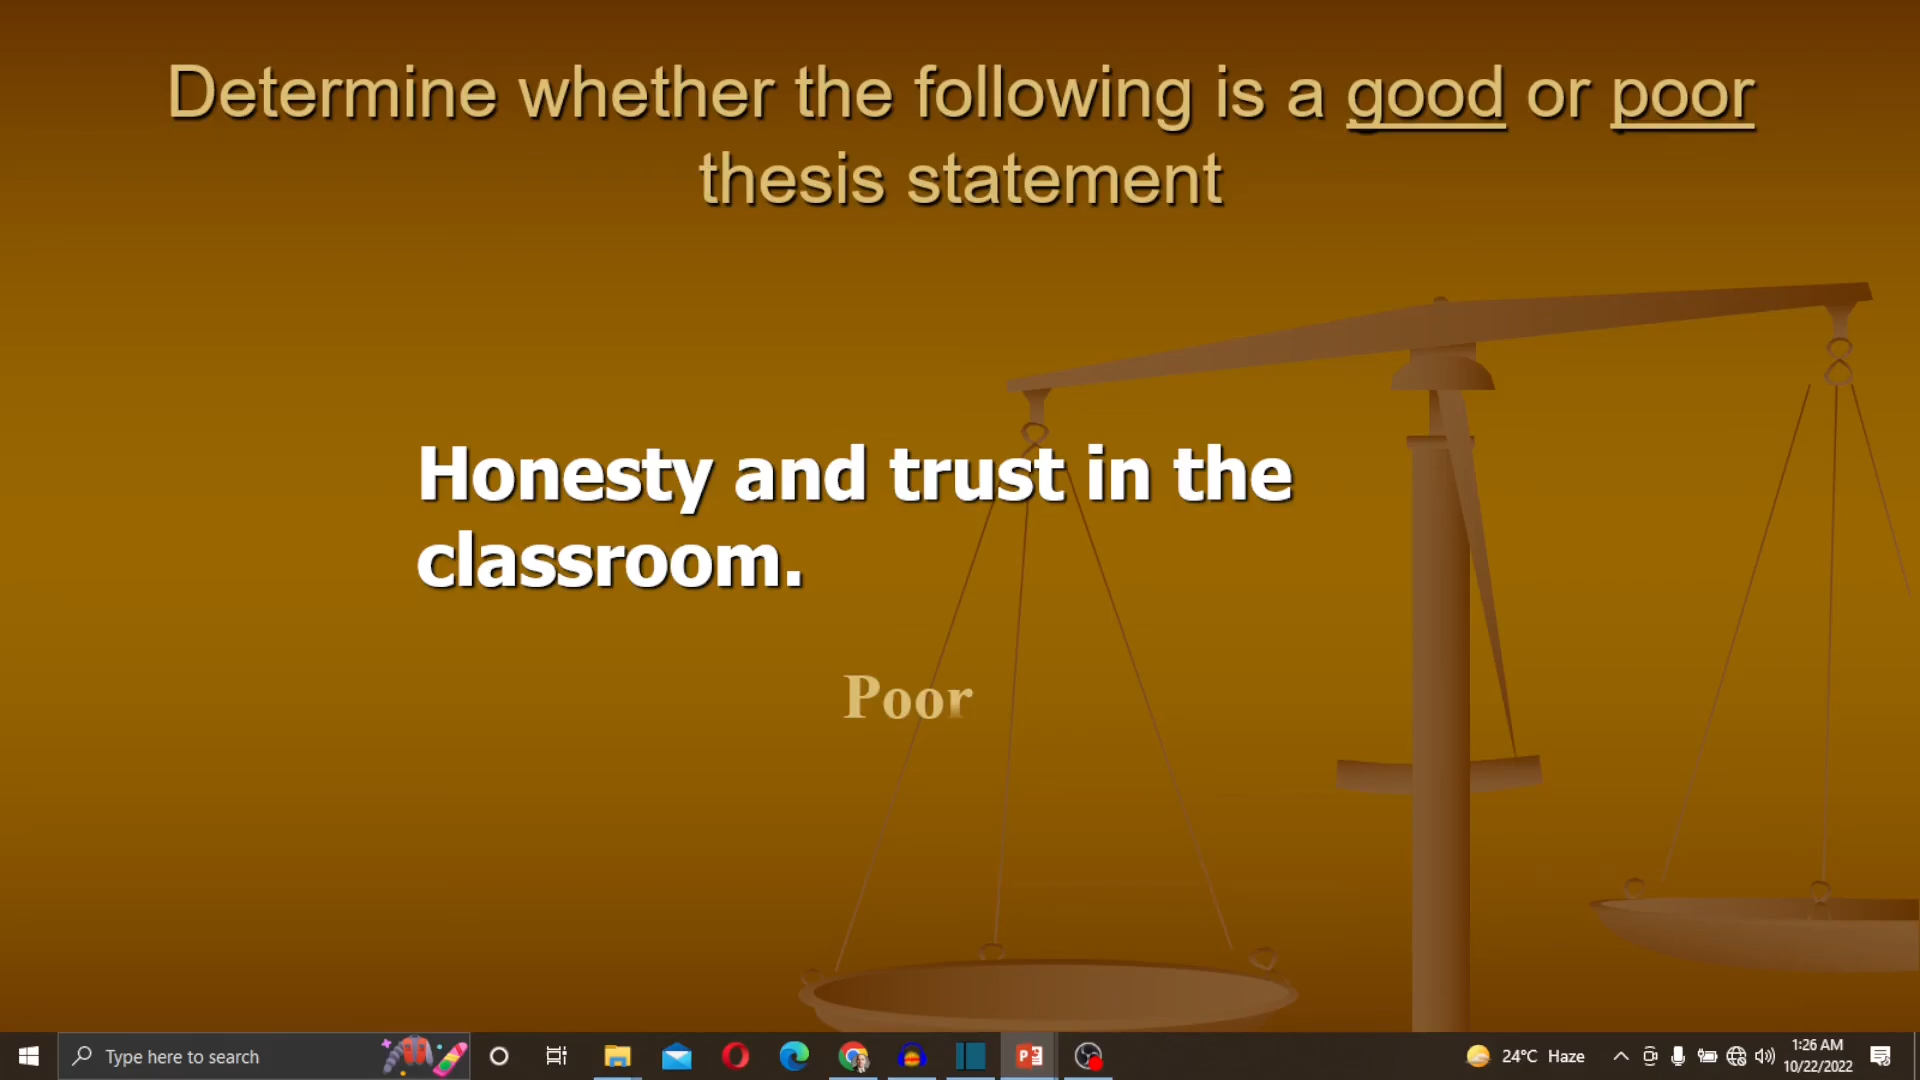 Determine whether the following is a good or poor
thesis statement
Honesty and trust in the
classroom.
Poor
Type here to search
24°C Haze
1:26 AM
10/22/2022